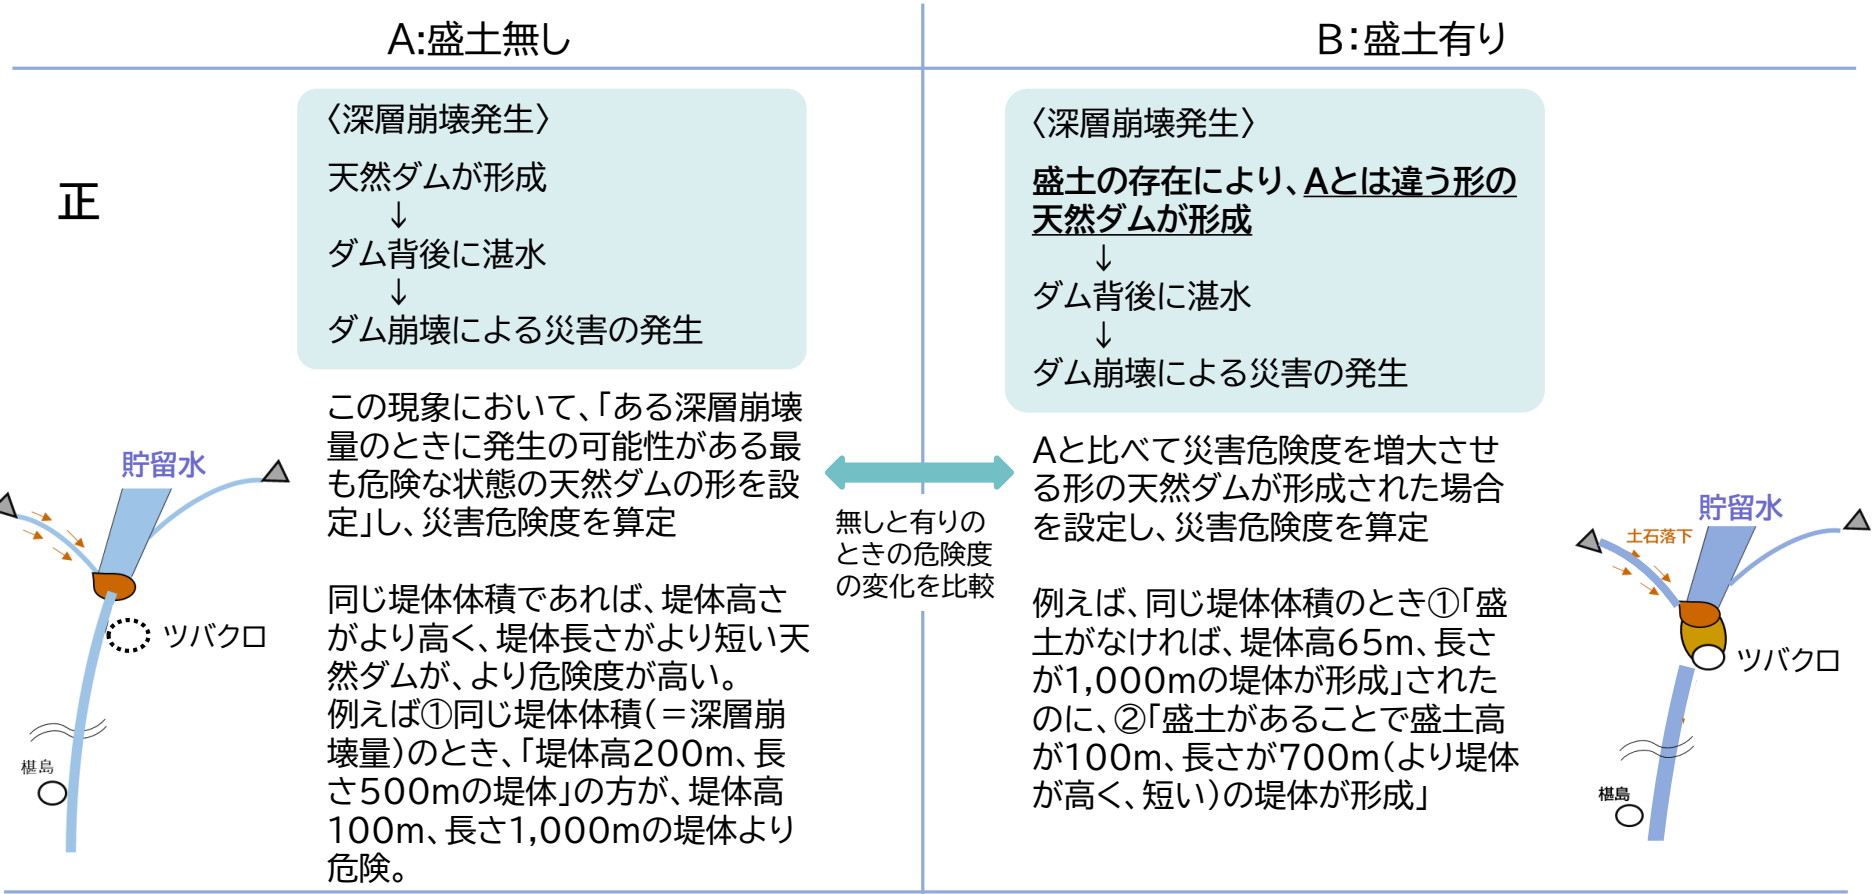 A:盛土無し
B:盛土有り
正
〈深層崩壊発生〉
天然ダムが形成
↓
ダム背後に湛水
↓
ダム崩壊による災害の発生
この現象において、「ある深層崩壊
量のときに発生の可能性がある最
も危険な状態の天然ダムの形を設
定」し、災害危険度を算定
同じ堤体体積であれば、堤体高さ
がより高く、堤体長さがより短い天
然ダムが、より危険度が高い。
例えば①同じ堤体体積(=深層崩
壊量)のとき、「堤体高200m、長
さ500mの堤体」の方が、堤体高
100m、長さ1,000mの堤体より
危険。
貯留水
ツバクロ
椹島
無しと有りの
ときの危険度
の変化を比較
〈深層崩壊発生〉
盛土の存在により、Aとは違う形の
天然ダムが形成
↓
ダム背後に湛水
↓
ダム崩壊による災害の発生
Aと比べて災害危険度を増大させ
る形の天然ダムが形成された場合
を設定し、災害危険度を算定
例えば、同じ堤体体積のとき①「盛
土がなければ、堤体高65m、長さ
が1,000mの堤体が形成」された
のに、②「盛土があることで盛土高
が100m、長さが700m(より堤体
が高く、短い)の堤体が形成」
貯留水
土石落下
ツバクロ
椹島